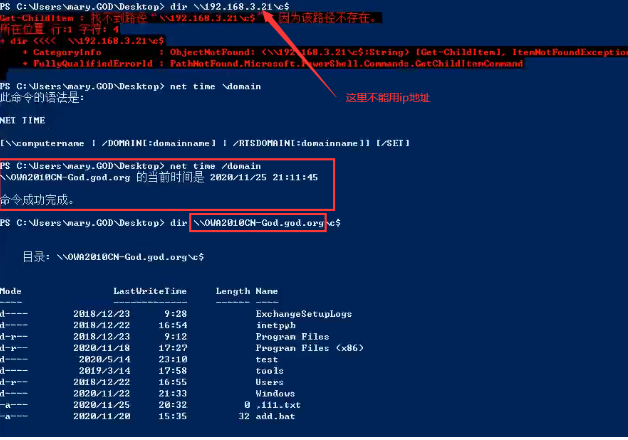 PS C:\Users\mary.GOD\Desktop> dir \\192.168.3.21\c$
Get-ChildItem : 找不到路径“\\192.168.3.21\c$”，因为该路径不存在。
所在位置 行:1 字符: 4
+ dir <<<< \\192.168.3.21\c$
+ CategoryInfo : ObjectNotFound: (\\192.168.3.21\c$:String) [Get-ChildItem], ItemNotFoundException
+ FullyQualifiedErrorId : PathNotFound,Microsoft.PowerShell.Commands.GetChildItemCommand
PS C:\Users\mary.GOD\Desktop> net time \domain
此命令的语法是:
这里不能用ip地址
NET TIME
[\\computername | /DOMAIN[:domainname] | /RTSDOMAIN[:domainname]] [/SET]
PS C:\Users\mary.GOD\Desktop> net time /domain
\\OWA2010CN-God.god.org 的当前时间是 2020/11/25 21:11:45
命令成功完成。
PS C:\Users\mary.GOD\Desktop> dir \\OWA2010CN-God.god.org\c$
目录: \\OWA2010CN-God.god.org\c$
Mode LastWriteTime Length Name
---- ------------- ------ ----
d---- 2018/12/23 9:28 ExchangeSetupLogs
d---- 2018/12/22 16:54 inetpub
d-r-- 2018/12/23 9:12 Program Files
d-r-- 2020/11/18 17:27 Program Files (x86)
d---- 2020/5/14 23:10 test
d---- 2019/3/14 17:58 tools
d-r-- 2018/12/22 16:55 Users
d---- 2020/11/22 21:33 Windows
-a--- 2020/11/25 20:32 0
-a--- 2020/11/20 15:35 32 add.bat